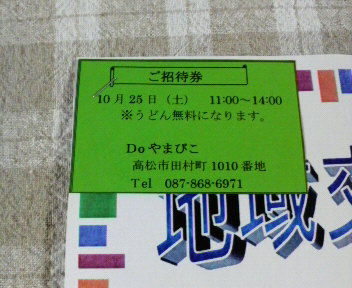 ご招待券
10月25日（土） 11:00～14:00
※うどん無料になります。
Doやまびこ
高松市田村町1010番地
Tel 087-868-6971
地域交